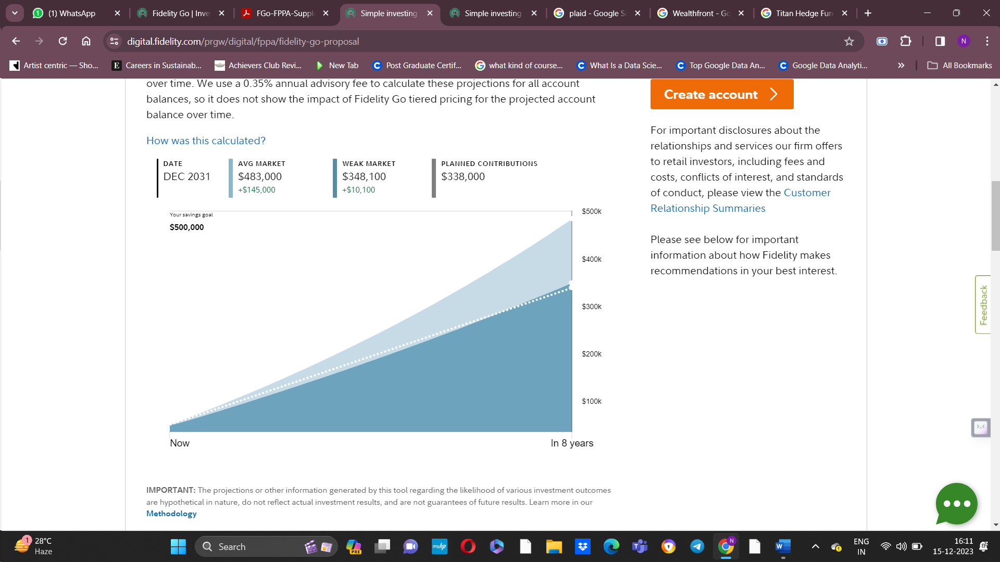 (1) WhatsApp
Fidelity Go | Inve
FGo-FPPA-Suppl
Simple investing
Simple investing
plaid - Google S
Wealthfront - Go
Titan Hedge Fun
digital.fidelity.com/prgw/digital/fppa/fidelity-go-proposal
N
Artist centric — Sho...
E Careers in Sustainab...
Achievers Club Revi...
New Tab
Post Graduate Certif...
what kind of course...
What Is a Data Scie...
Top Google Data An...
Google Data Analyti...
All Bookmarks
over time. We use a 0.35% annual advisory fee to calculate these projections for all account
balances, so it does not show the impact of Fidelity Go tiered pricing for the projected account
balance over time.
How was this calculated?
DATE
DEC 2031
AVG MARKET
$483,000
+$145,000
WEAK MARKET
$348,100
+$10,100
PLANNED CONTRIBUTIONS
$338,000
Your savings goal
$500,000
$500k
$400k
$300k
$200k
$100k
Now
In 8 years
IMPORTANT: The projections or other information generated by this tool regarding the likelihood of various investment outcomes
are hypothetical in nature, do not reflect actual investment results, and are not guarantees of future results. Learn more in our
Methodology
Create account
For important disclosures about the
relationships and services our firm offers
to retail investors, including fees and
costs, conflicts of interest, and standards
of conduct, please view the Customer
Relationship Summaries
Please see below for important
information about how Fidelity makes
recommendations in your best interest.
Feedback
1
28°C
Haze
Search
PRE
myhp
N
W
ENG
IN
16:11
15-12-2023